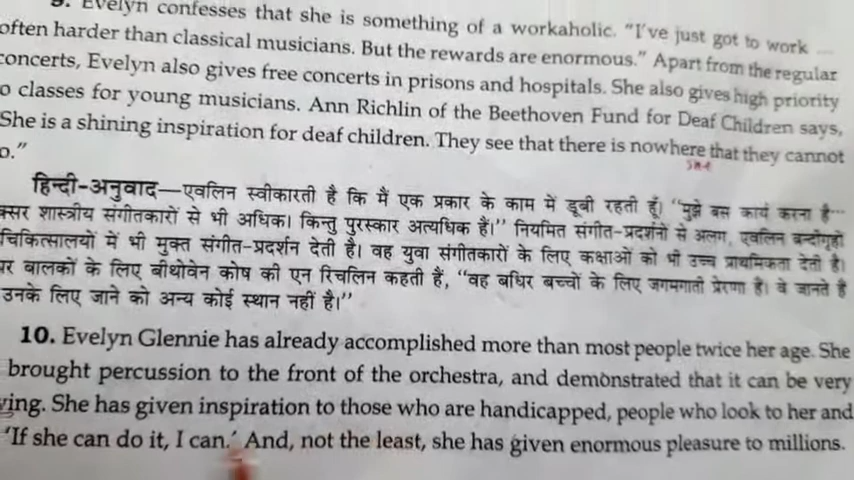 9. Evelyn confesses that she is something of a workaholic. "I've just got to work ...
often harder than classical musicians. But the rewards are enormous." Apart from the regular
concerts, Evelyn also gives free concerts in prisons and hospitals. She also gives high priority
o classes for young musicians. Ann Richlin of the Beethoven Fund for Deaf Children says,
She is a shining inspiration for deaf children. They see that there is nowhere that they cannot
o."
हिन्दी-अनुवाद—एवलिन स्वीकारती है कि मैं एक प्रकार के काम में डूबी रहती हूँ। "मुझे बस कार्य करना है...
क्सर शास्त्रीय संगीतकारों से भी अधिक। किन्तु पुरस्कार अत्यधिक हैं।" नियमित संगीत-प्रदर्शनों से अलग, एवलिन बन्दीगृहों
चिकित्सालयों में भी मुक्त संगीत-प्रदर्शन देती है। वह युवा संगीतकारों के लिए कक्षाओं को भी उच्च प्राथमिकता देती है।
बालकों के लिए बीथोवेन कोष की एन रिचलिन कहती हैं, "वह बधिर बच्चों के लिए जगमगाती प्रेरणा है। वे जानते हैं
उनके लिए जाने को अन्य कोई स्थान नहीं है।"
10. Evelyn Glennie has already accomplished more than most people twice her age. She
brought percussion to the front of the orchestra, and demonstrated that it can be very
ving. She has given inspiration to those who are handicapped, people who look to her and
'If she can do it, I can.' And, not the least, she has given enormous pleasure to millions.